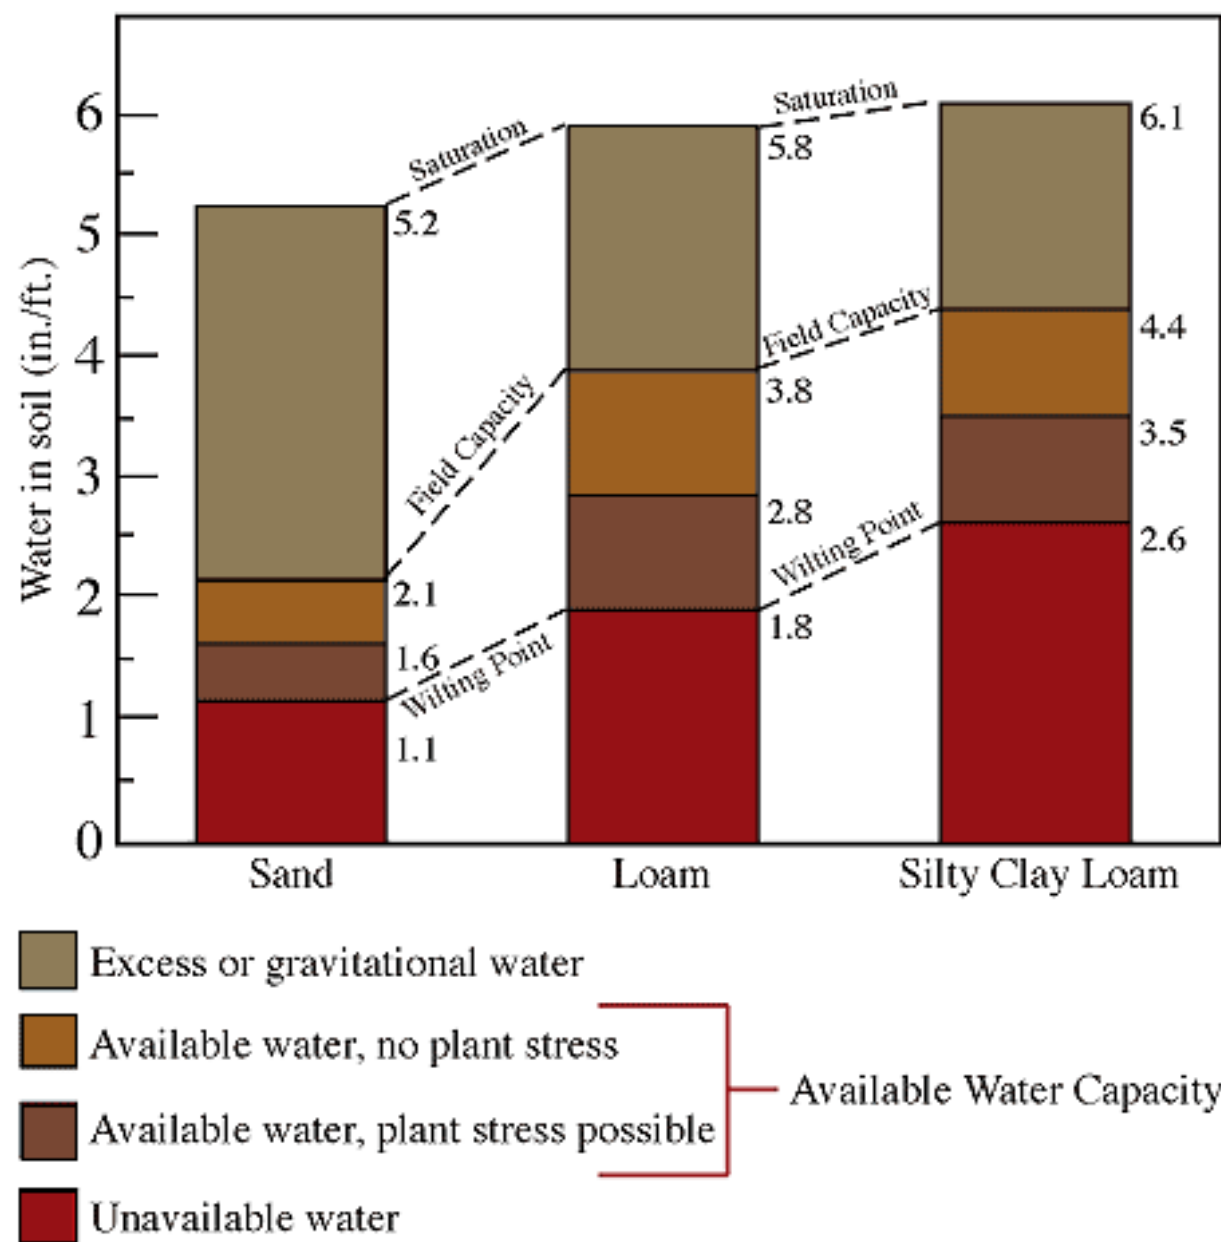 Water in soil (in./ft.)
6
5
4
3
2
1
0
Saturation
Saturation
Field Capacity
Field Capacity
Wilting Point
Wilting Point
5.2
2.1
1.6
1.1
5.8
3.8
2.8
1.8
6.1
4.4
3.5
2.6
Sand
Loam
Silty Clay Loam
Excess or gravitational water
Available water, no plant stress
Available Water Capacity
Available water, plant stress possible
Unavailable water